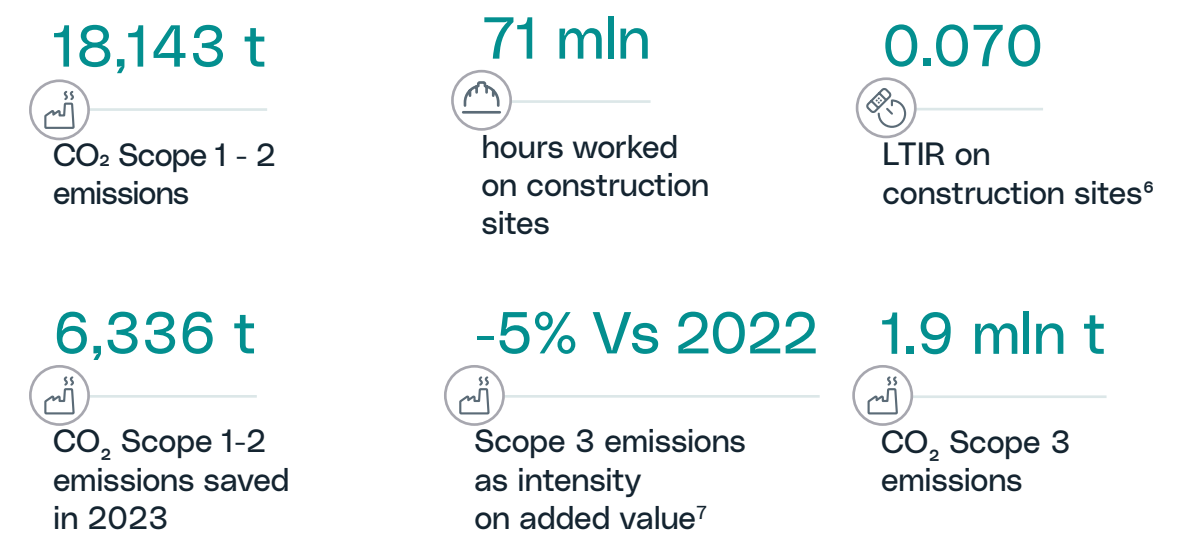 18,143 t
CO₂ Scope 1 - 2
emissions
71 mln
hours worked
on construction
sites
0.070
LTIR on
construction sites⁶
6,336 t
CO₂ Scope 1-2
emissions saved
in 2023
-5% Vs 2022
Scope 3 emissions
as intensity
on added value⁷
1.9 mln t
CO₂ Scope 3
emissions